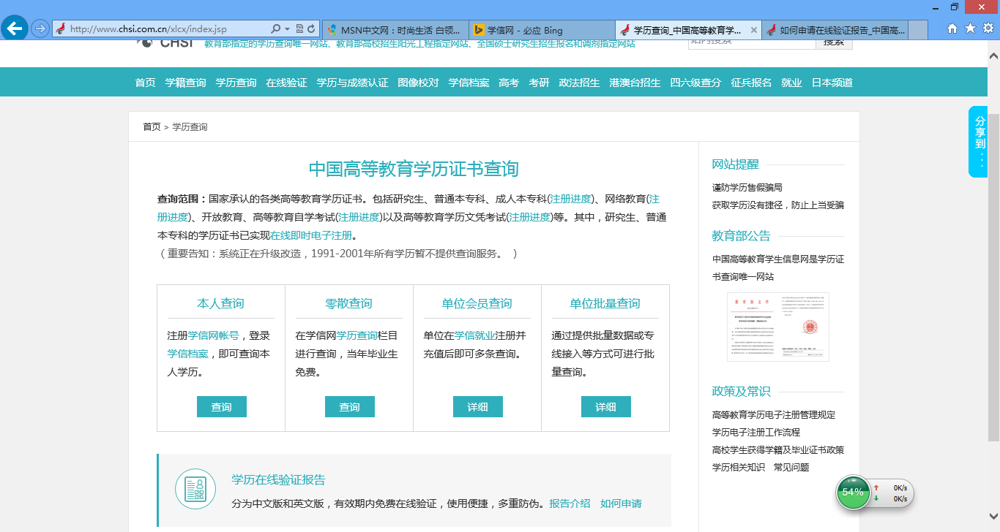 http://www.chsi.com.cn/xlcx/index.jsp
MSN中文网：时尚生活 白领...
学信网 - 必应 Bing
学历查询_中国高等教育学...
如何申请在线验证报告_中国高...
CHSI 教育部指定的学历查询唯一网站、教育部高校招生阳光工程指定网站、全国硕士研究生招生报名和调剂指定网站
站内搜索 搜索
首页 学籍查询 学历查询 在线验证 学历与成绩认证 图像校对 学信档案 高考 考研 政法招生 港澳台招生 四六级查分 征兵报名 就业 日本频道
首页 > 学历查询
中国高等教育学历证书查询
查询范围：国家承认的各类高等教育学历证书。包括研究生、普通本专科、成人本专科(注册进度)、网络教育(注
册进度)、开放教育、高等教育自学考试(注册进度)以及高等教育学历文凭考试(注册进度)等。其中，研究生、普通
本专科的学历证书已实现在线即时电子注册。
（ 重要告知：系统正在升级改造，1991-2001年所有学历暂不提供查询服务。 ）
本人查询
注册学信网帐号，登录
学信档案，即可查询本
人学历。
查询
零散查询
在学信网学历查询栏目
进行查询，当年毕业生
免费。
查询
单位会员查询
单位在学信就业注册并
充值后即可多条查询。
详细
单位批量查询
通过提供批量数据或专
线接入等方式可进行批
量查询。
详细
学历在线验证报告
分为中文版和英文版，有效期内免费在线验证，使用便捷，多重防伪。报告介绍 如何申请
网站提醒
谨防学历售假骗局
获取学历没有捷径，防止上当受骗
教育部公告
中国高等教育学生信息网是学历证
书查询唯一网站
政策及常识
高等教育学历电子注册管理规定
学历电子注册工作流程
高校学生获得学籍及毕业证书政策
学历相关知识 常见问题
分享到
54%
0K/s
0K/s